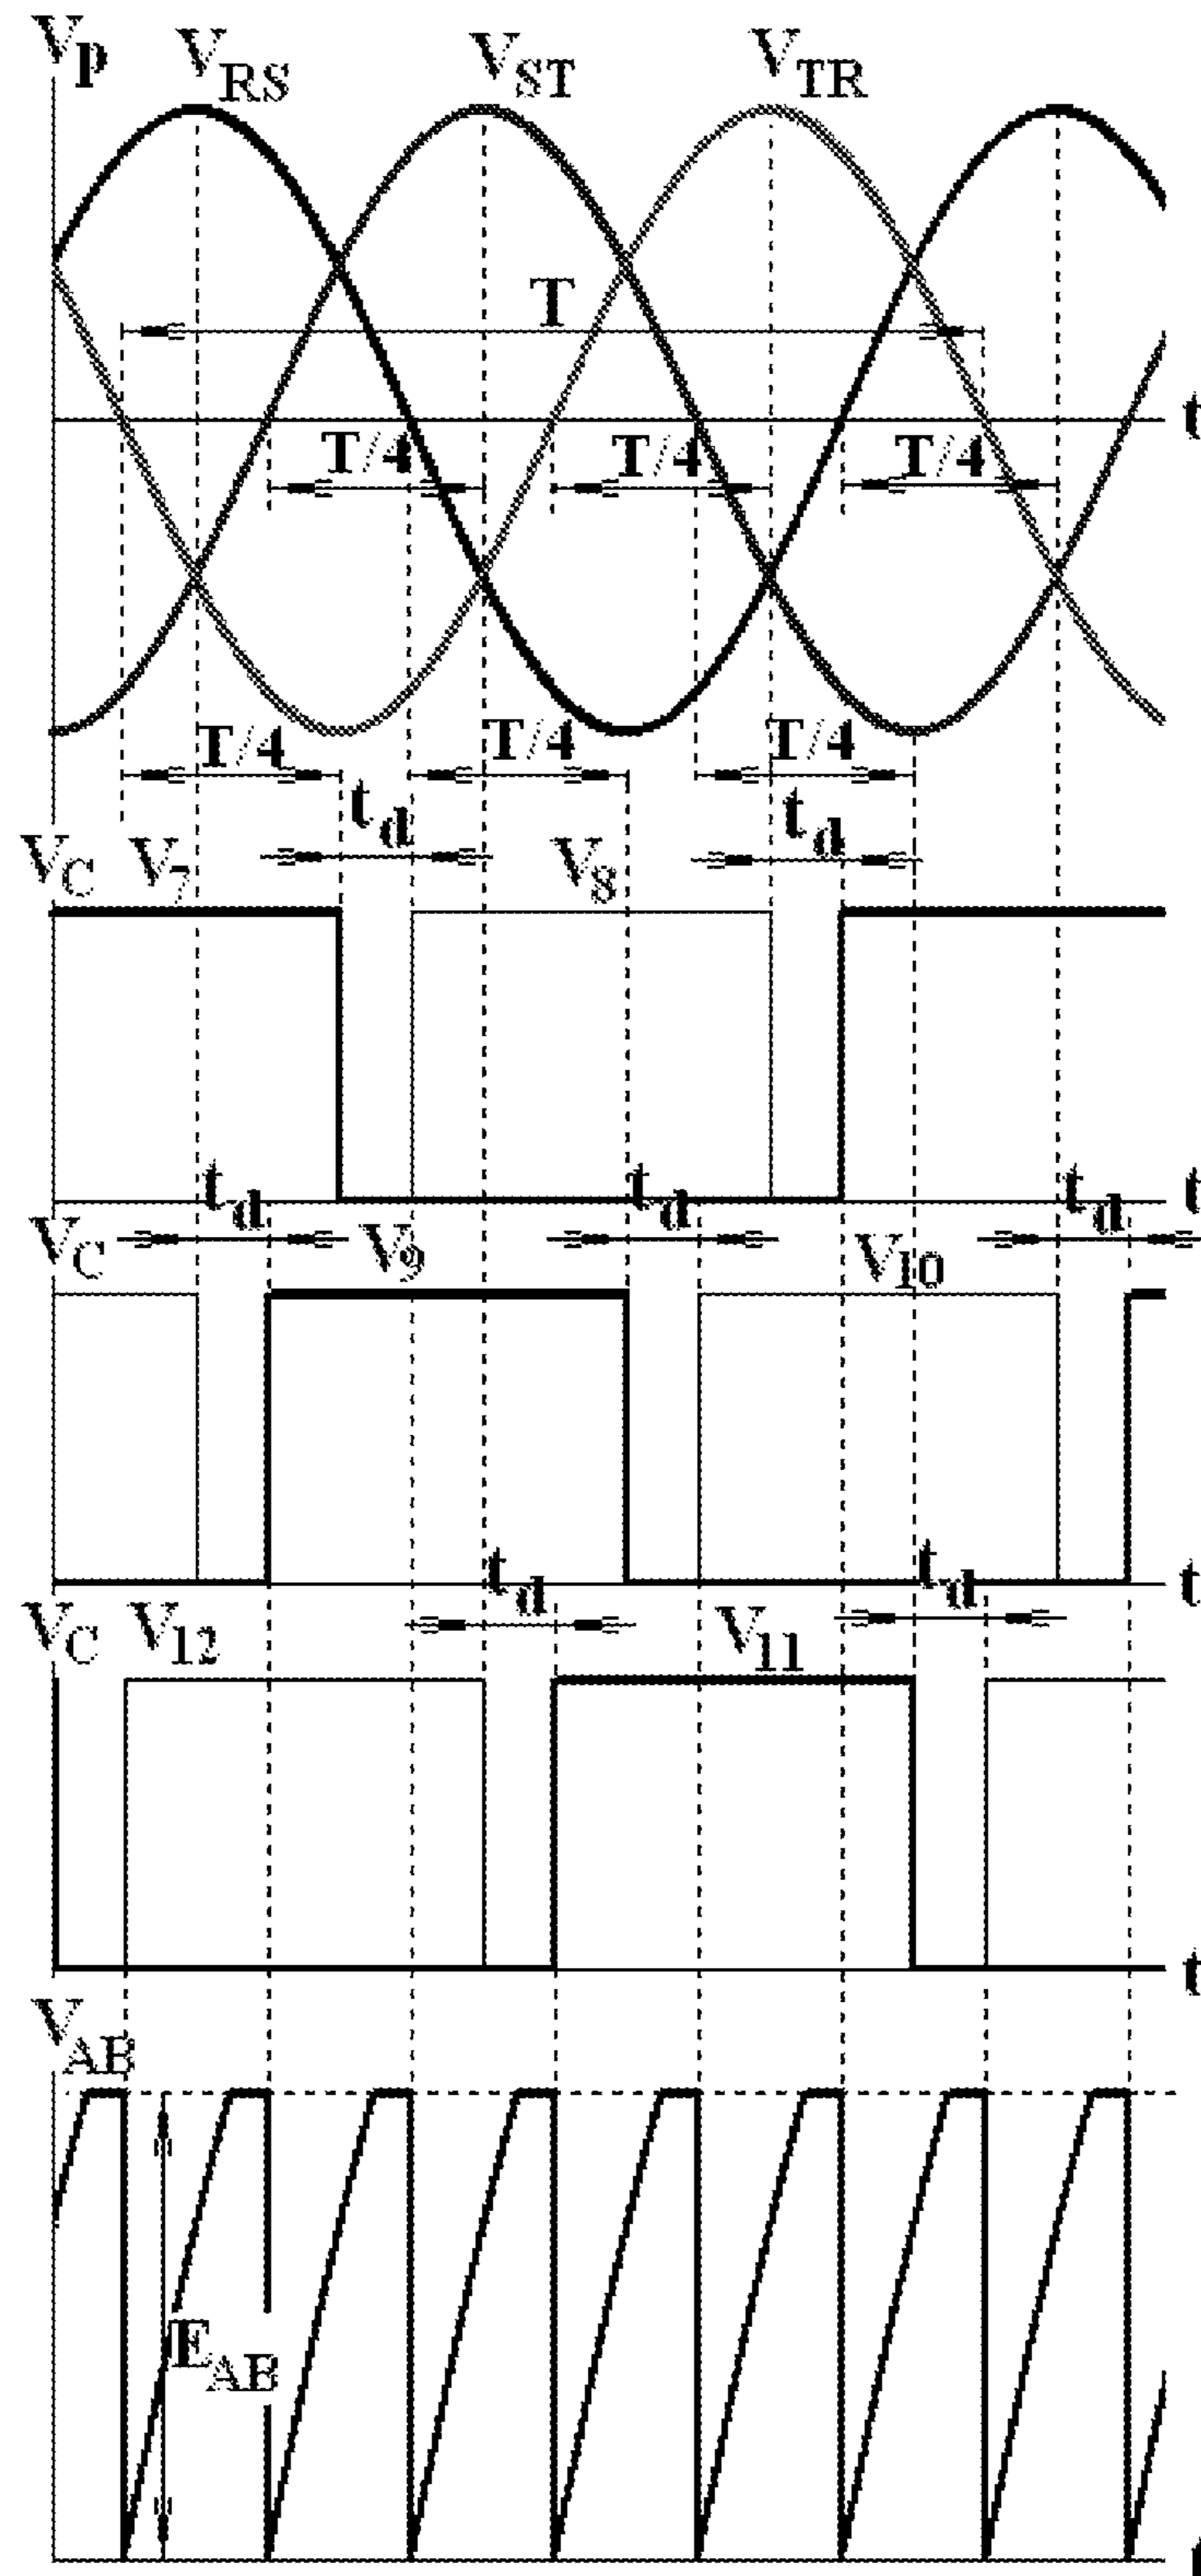 Vp VRS VST VTR
T
t
T/4 T/4 T/4
T/4 T/4 T/4
td td
VC V7 V8
t
td td td
VC V9 V10
t
td td
VC V12 V11
t
VAB
EAB
t